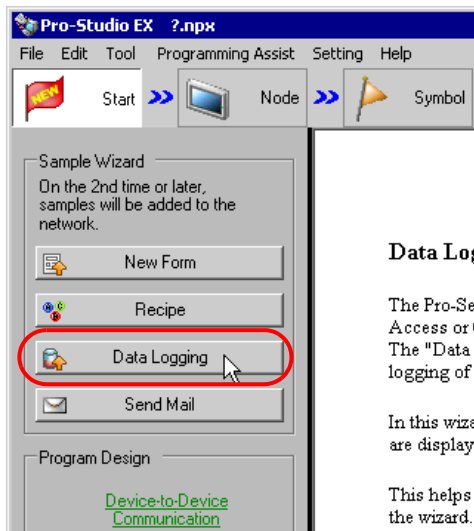 Pro-Studio EX ?.npx
File Edit Tool Programming Assist Setting Help
NEW Start Node Symbol
Sample Wizard
On the 2nd time or later,
samples will be added to the
network.
New Form
Recipe
Data Logging
Send Mail
Program Design
Device-to-Device
Communication
Data Log
The Pro-Se
Access or
The "Data
logging of
In this wiza
are display
This helps
the wizard.